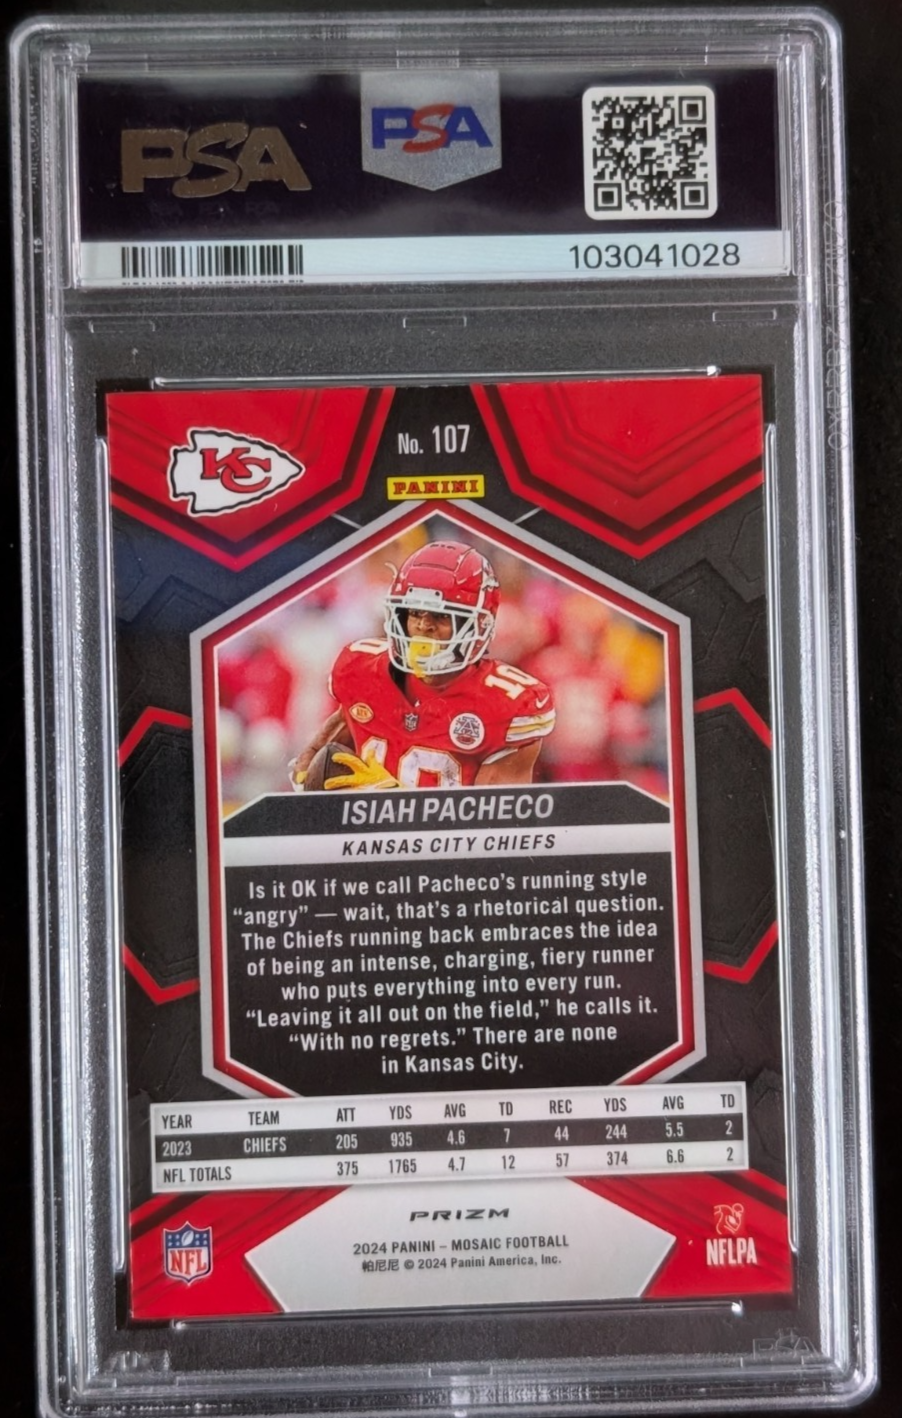 PSA
PSA
103041028
KC
No. 107
PANINI
10
10
ISIAH PACHECO
KANSAS CITY CHIEFS
Is it OK if we call Pacheco's running style
“angry” — wait, that's a rhetorical question.
The Chiefs running back embraces the idea
of being an intense, charging, fiery runner
who puts everything into every run.
“Leaving it all out on the field,” he calls it.
“With no regrets.” There are none
in Kansas City.
YEAR TEAM ATT YDS AVG TD REC YDS AVG TD
2023 CHIEFS 205 935 4.6 7 44 244 5.5 2
NFL TOTALS 375 1765 4.7 12 57 374 6.6 2
PRIZM
NFL
2024 PANINI – MOSAIC FOOTBALL
NFLPA
帕尼尼 © 2024 Panini America, Inc.
PSA